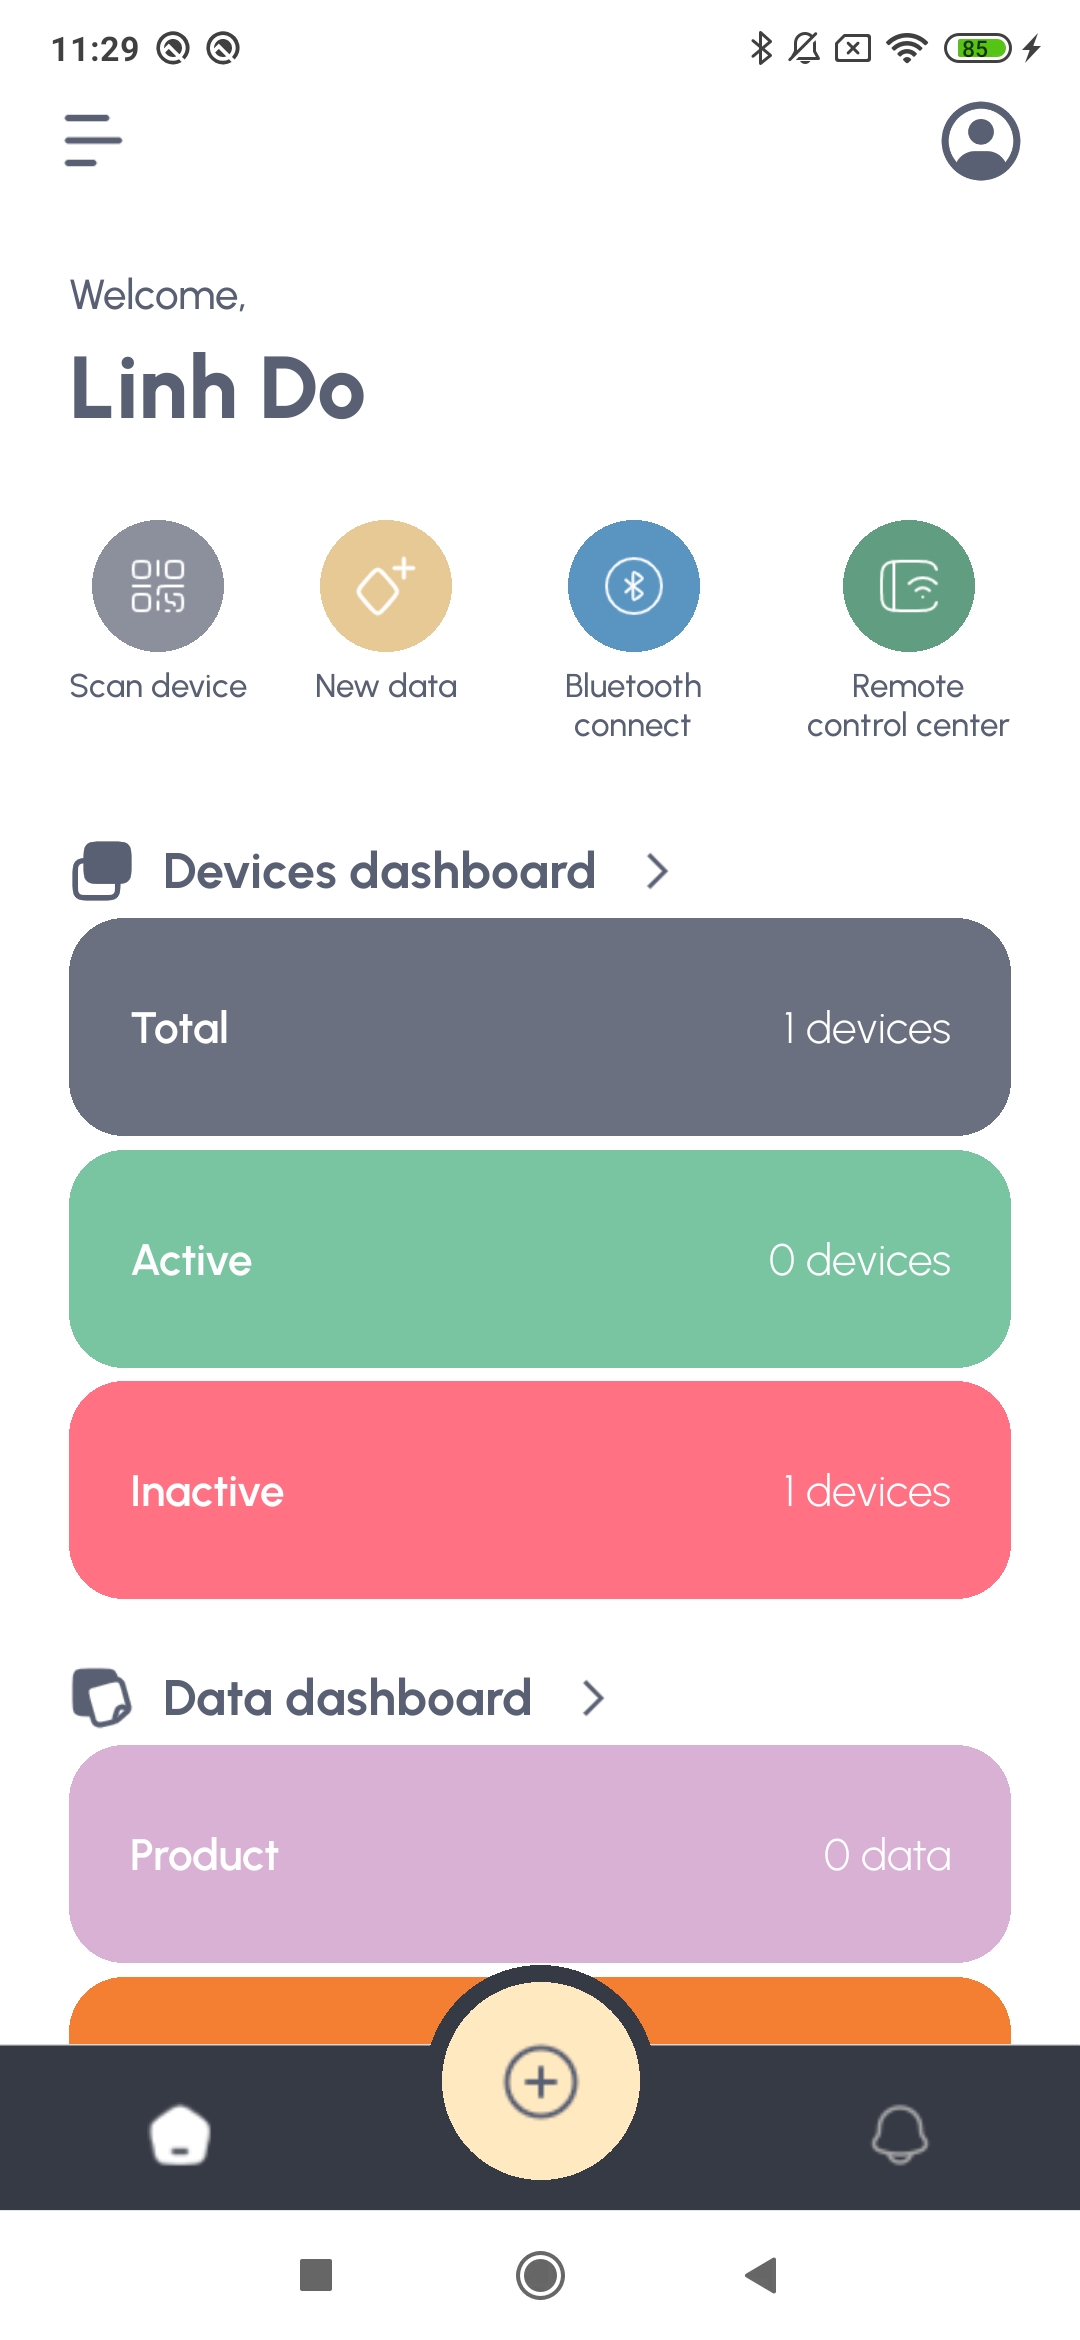 11:29
85
Welcome,
Linh Do
Scan device
New data
Bluetooth
connect
Remote
control center
Devices dashboard
Total
1 devices
Active
0 devices
Inactive
1 devices
Data dashboard
Product
0 data